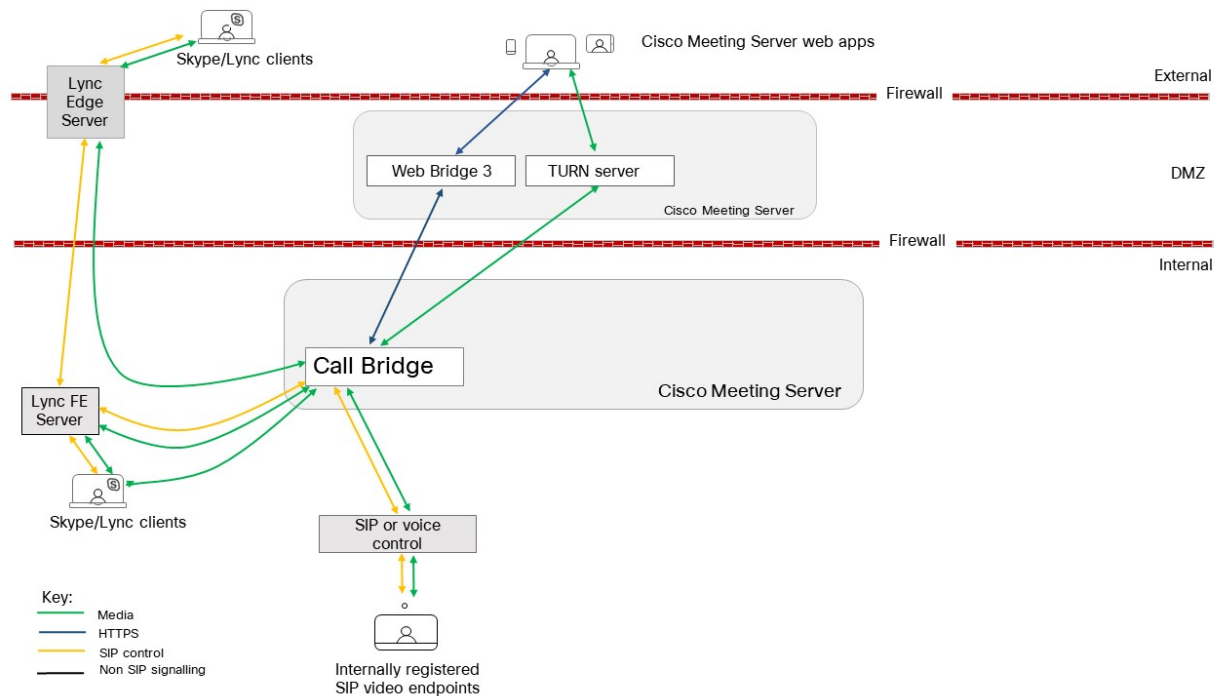 Skype/Lync clients
Cisco Meeting Server web apps
External
Lync
Edge
Server
Firewall
Web Bridge 3
TURN server
DMZ
Cisco Meeting Server
Firewall
Internal
Call Bridge
Cisco Meeting Server
Lync FE
Server
Skype/Lync clients
SIP or voice
control
Key:
Media
HTTPS
SIP control
Non SIP signalling
Internally registered
SIP video endpoints